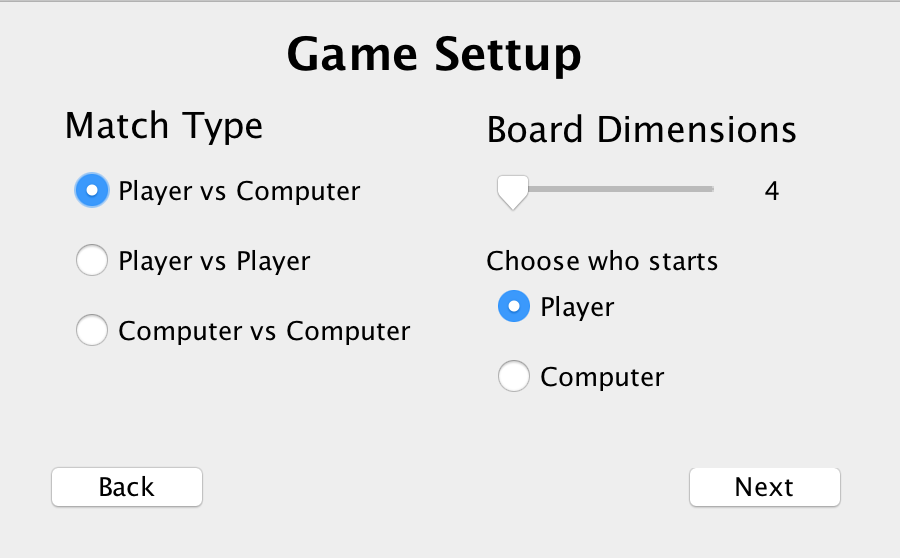 Game Settup
Match Type
Player vs Computer
Player vs Player
Computer vs Computer
Board Dimensions
4
Choose who starts
Player
Computer
Back
Next